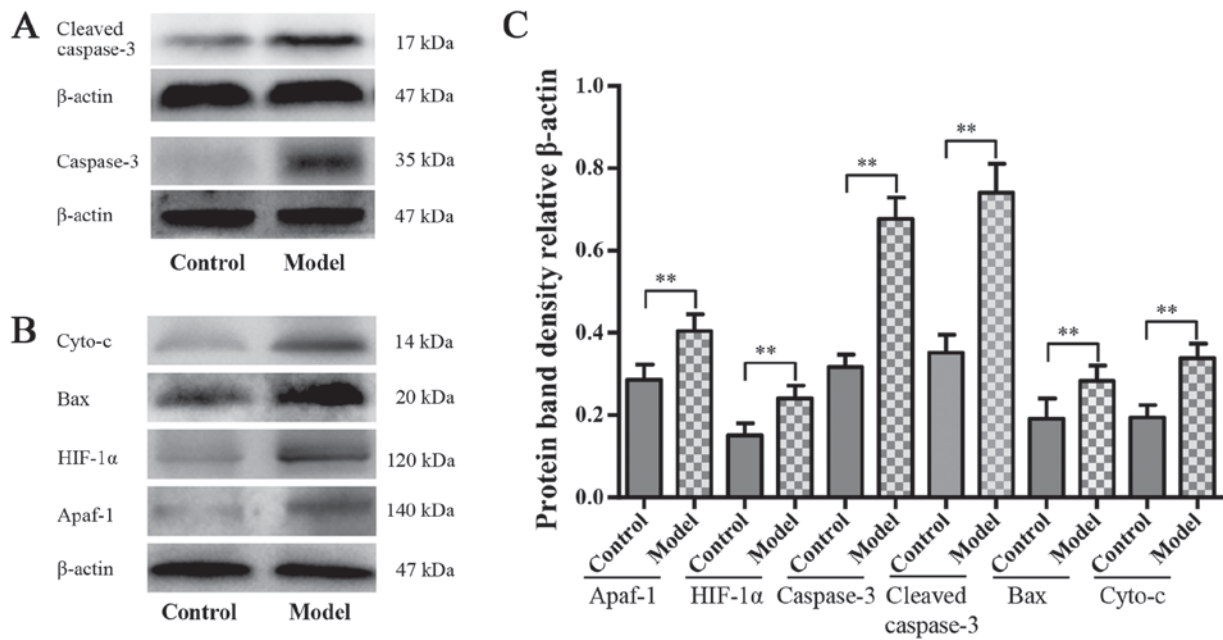 A
Cleaved
caspase-3
17 kDa
β-actin
47 kDa
Caspase-3
35 kDa
β-actin
47 kDa
Control Model
B
Cyto-c
14 kDa
Bax
20 kDa
HIF-1α
120 kDa
Apaf-1
140 kDa
β-actin
47 kDa
Control Model
C
Protein band density relative β-actin
1.0
0.8
0.6
0.4
0.2
0.0
**
**
**
**
**
**
Control Model Control Model Control Model Control Model Control Model Control Model
Apaf-1 HIF-1α Caspase-3 Cleaved Bax Cyto-c
caspase-3